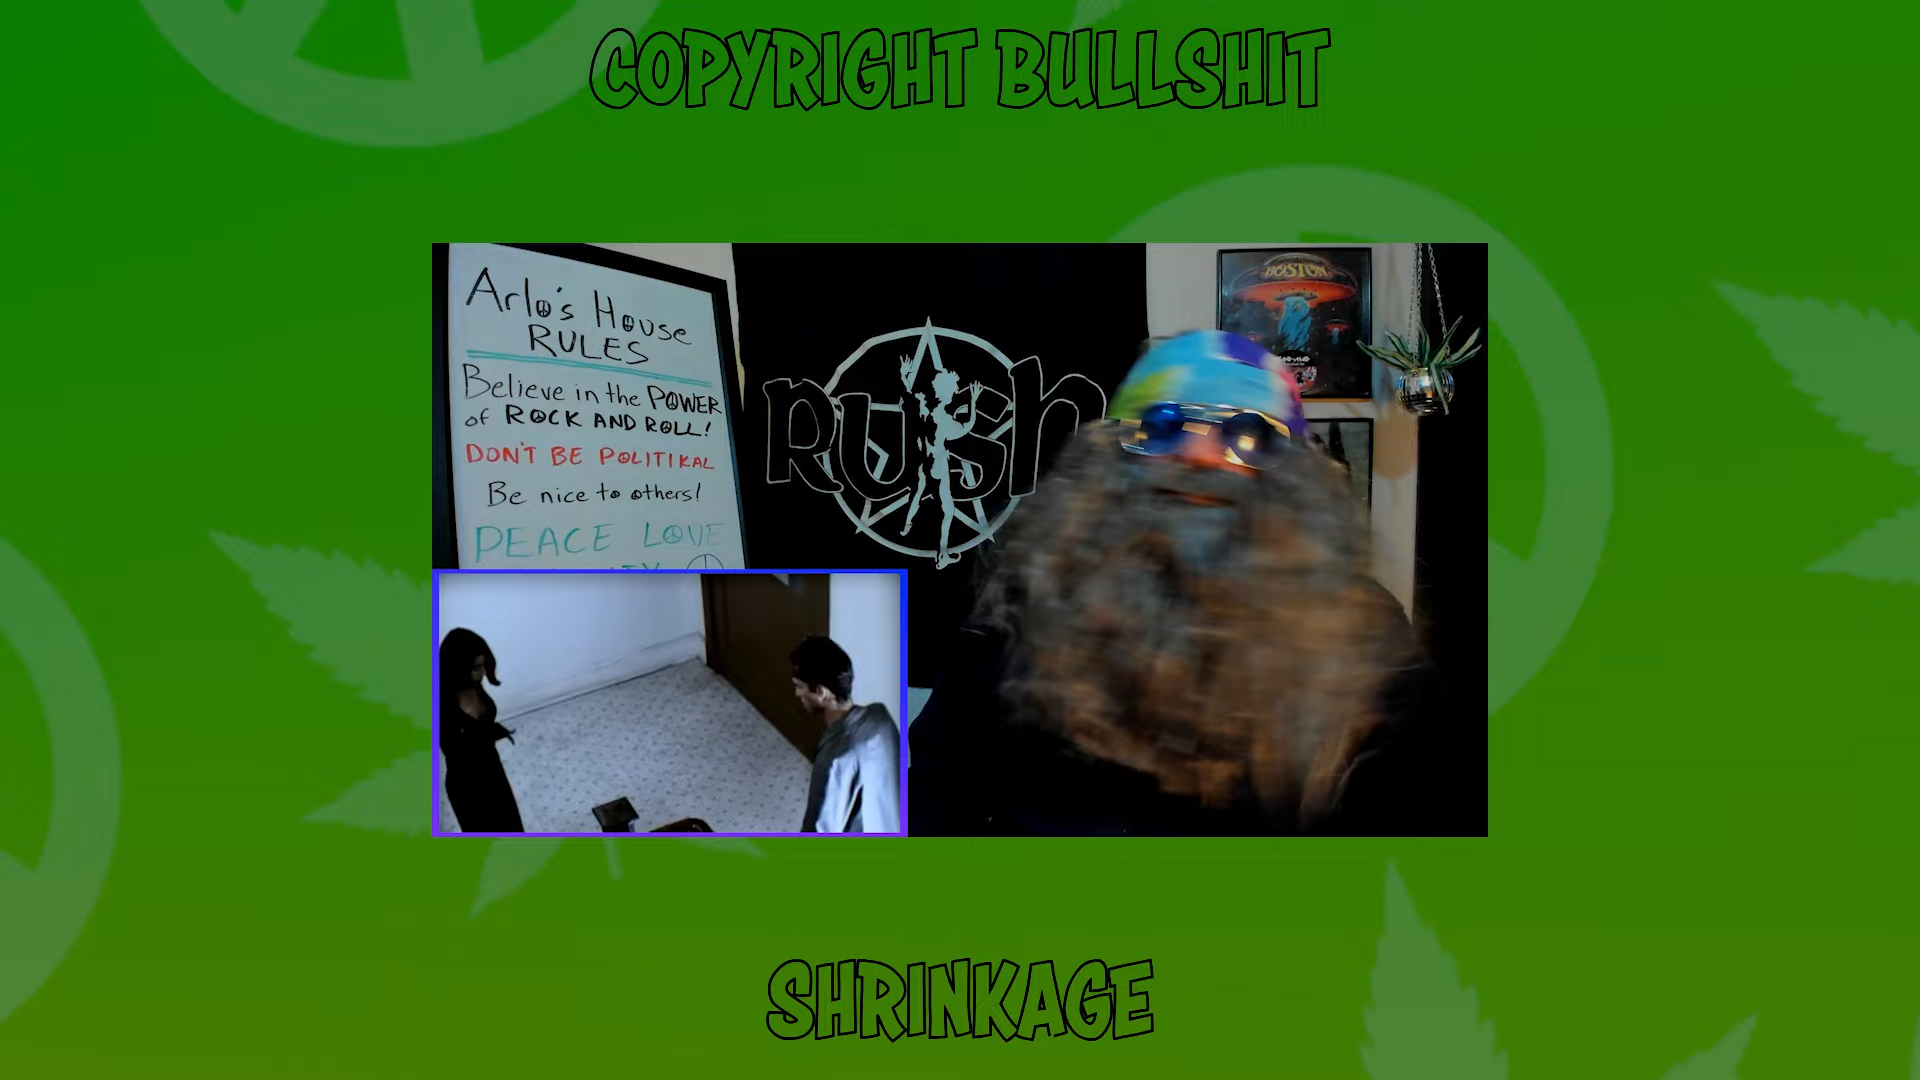 COPYRIGHT BULLSHIT
Arlo's House
RULES
Believe in the POWER
of ROCK AND ROLL!
DON'T BE POLITIKAL
Be nice to others!
PEACE LOVE
RUSH
BOSTON
SHRINKAGE